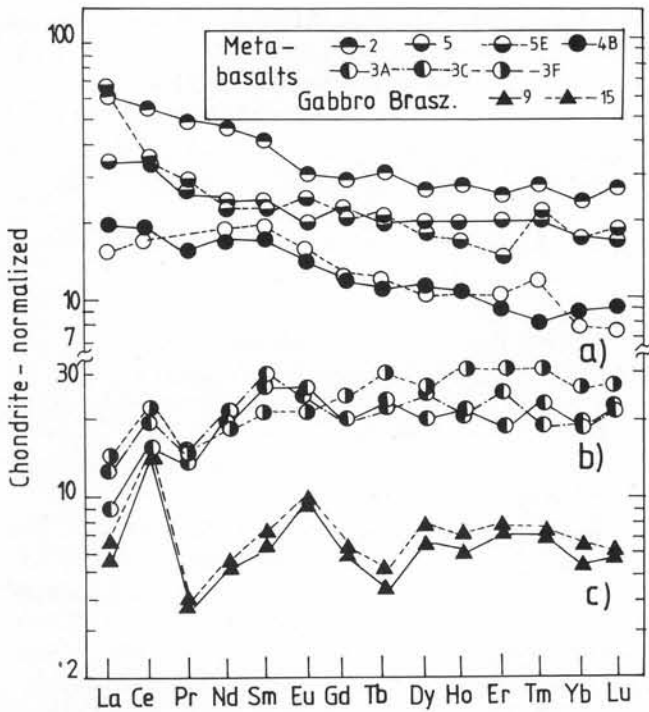 100
Meta-
basalts
2 5 5E 4B
3A 3C 3F
Gabbro Brasz. 9 15
10
7
a)
30
b)
10
c)
2
Chondrite - normalized
La Ce Pr Nd Sm Eu Gd Tb Dy Ho Er Tm Yb Lu